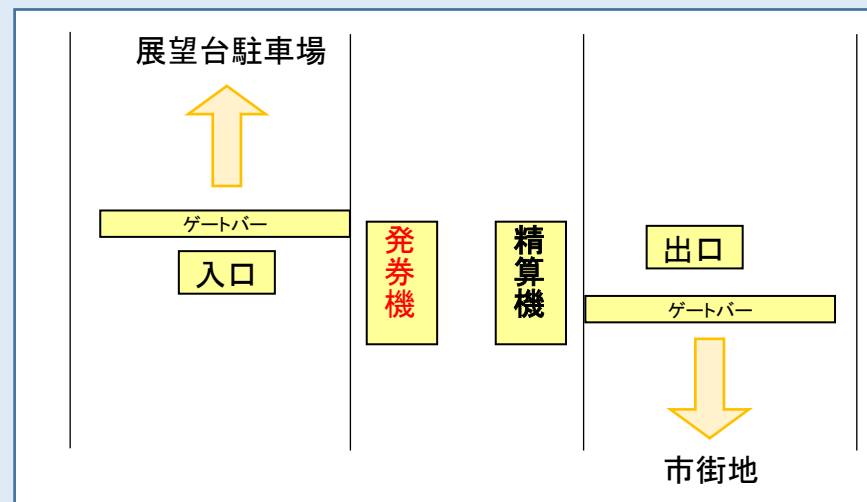 展望台駐車場
ゲートバー
入口
発券機
精算機
出口
ゲートバー
市街地